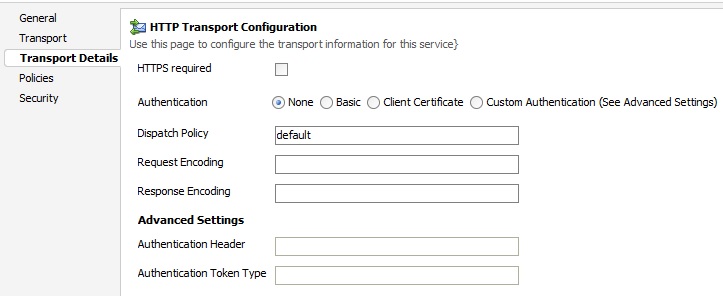 General
Transport
Transport Details
Policies
Security
HTTP Transport Configuration
Use this page to configure the transport information for this service}
HTTPS required
Authentication None Basic Client Certificate Custom Authentication (See Advanced Settings)
Dispatch Policy default
Request Encoding
Response Encoding
Advanced Settings
Authentication Header
Authentication Token Type